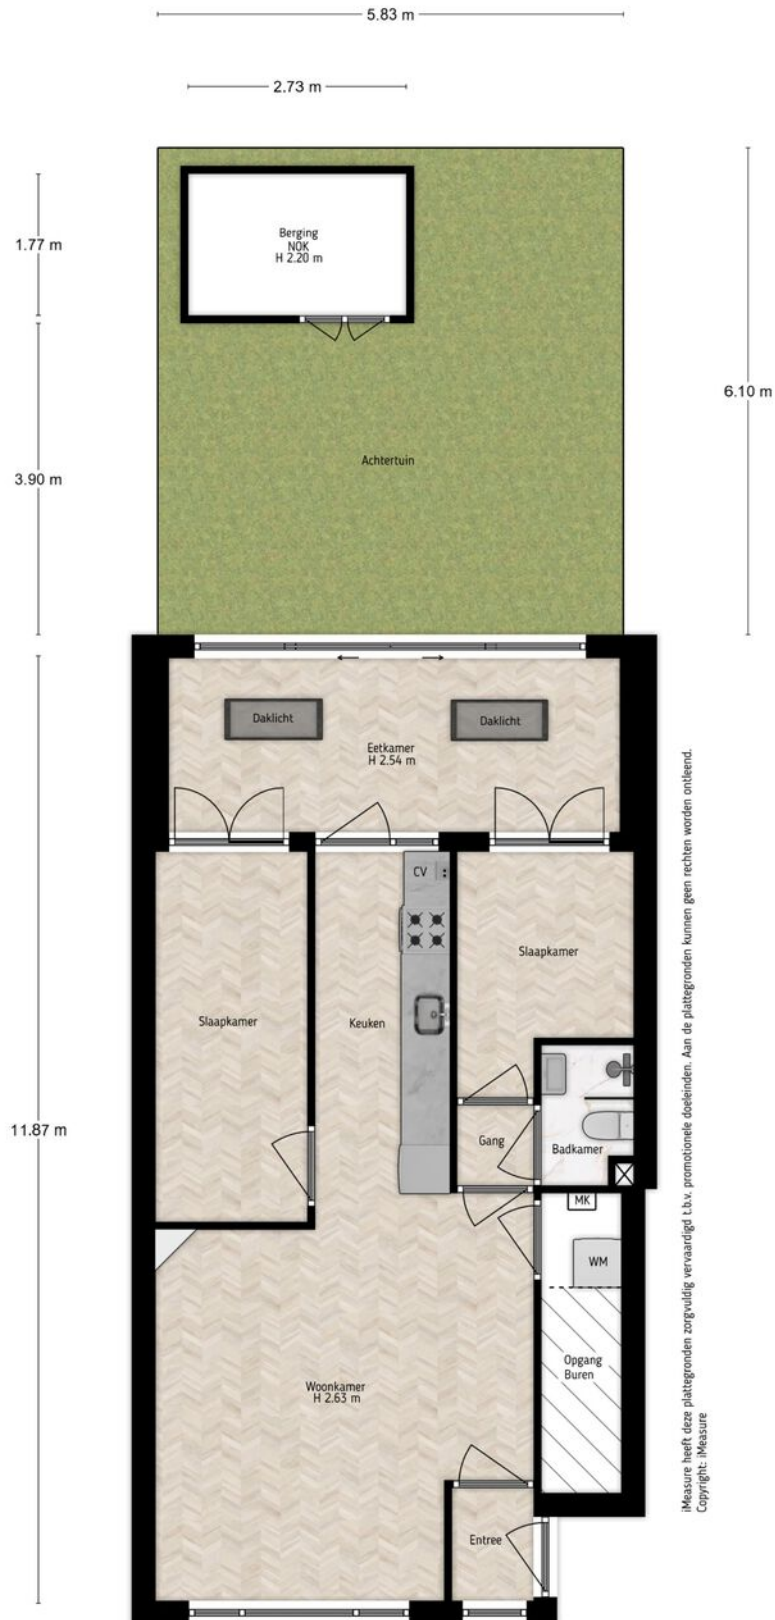 5.83 m
2.73 m
1.77 m
Berging
NOK
H 2.20 m
6.10 m
Achtertuin
3.90 m
Daklicht
Daklicht
Eetkamer
H 2.54 m
CV
Slaapkamer
Slaapkamer
Keuken
11.87 m
Gang
Badkamer
MK
WM
Opgang
Buren
Woonkamer
H 2.63 m
Entree
iMeasure heeft deze plattegronden zorgvuldig vervaardigd t.b.v. promotionele doeleinden. Aan de plattegronden kunnen geen rechten worden ontleend.
Copyright: iMeasure